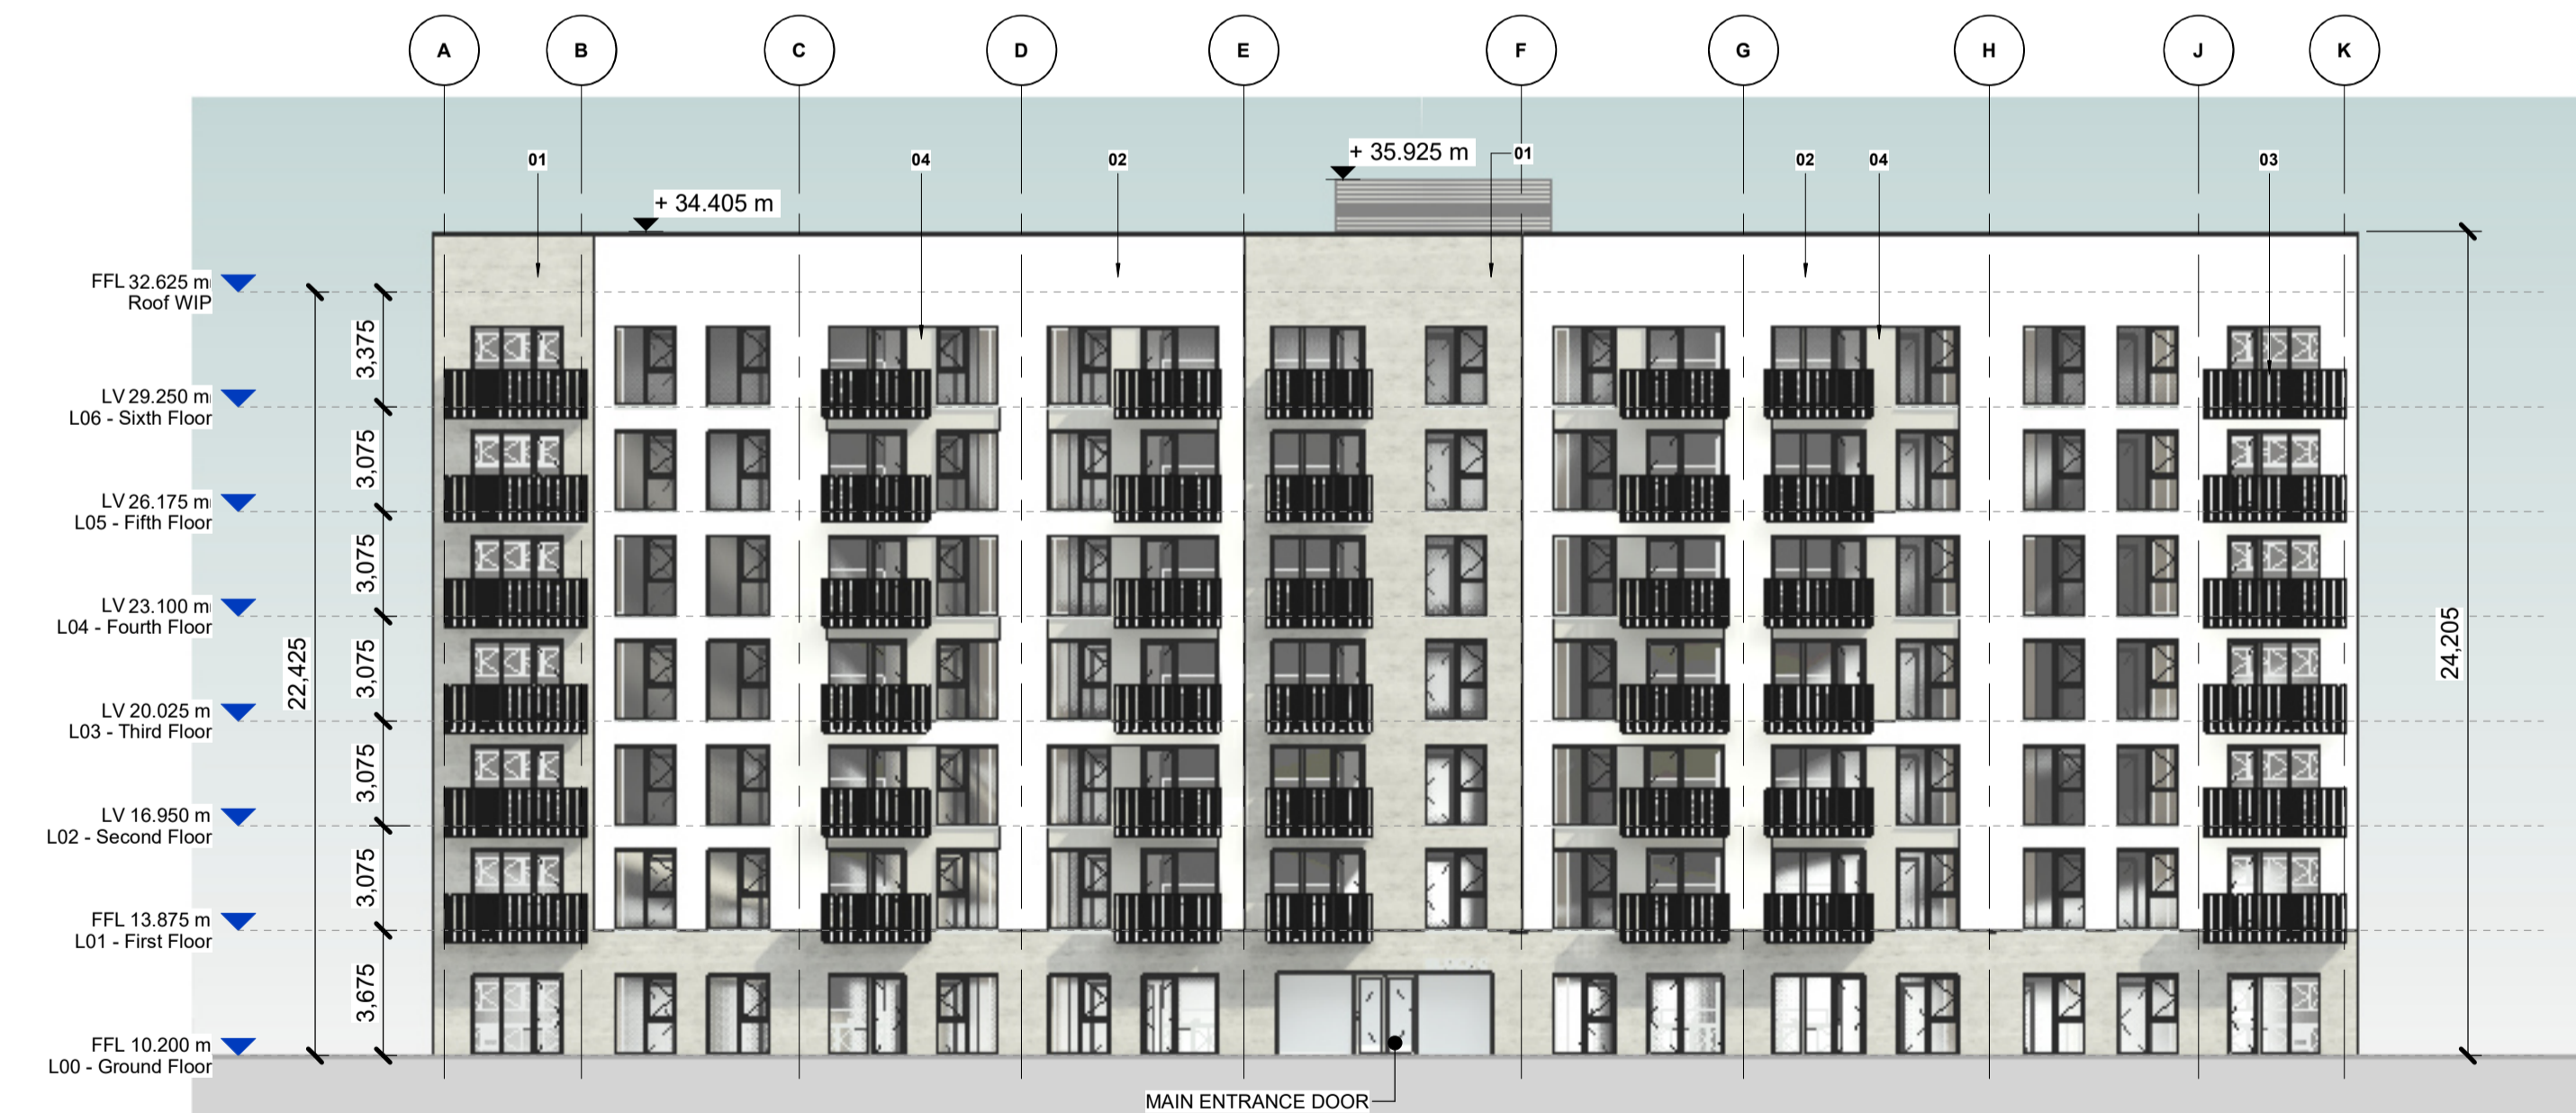 A B C D E F G H J K
+ 35.925 m
01 04 02 01 02 04 03
+ 34.405 m
FFL 32.625 m
Roof WIP
3,375
LV 29.250 m
L06 - Sixth Floor
3,075
LV 26.175 m
L05 - Fifth Floor
3,075
LV 23.100 m
L04 - Fourth Floor
22,425
3,075
24,205
LV 20.025 m
L03 - Third Floor
3,075
LV 16.950 m
L02 - Second Floor
3,075
FFL 13.875 m
L01 - First Floor
3,675
FFL 10.200 m
L00 - Ground Floor
MAIN ENTRANCE DOOR